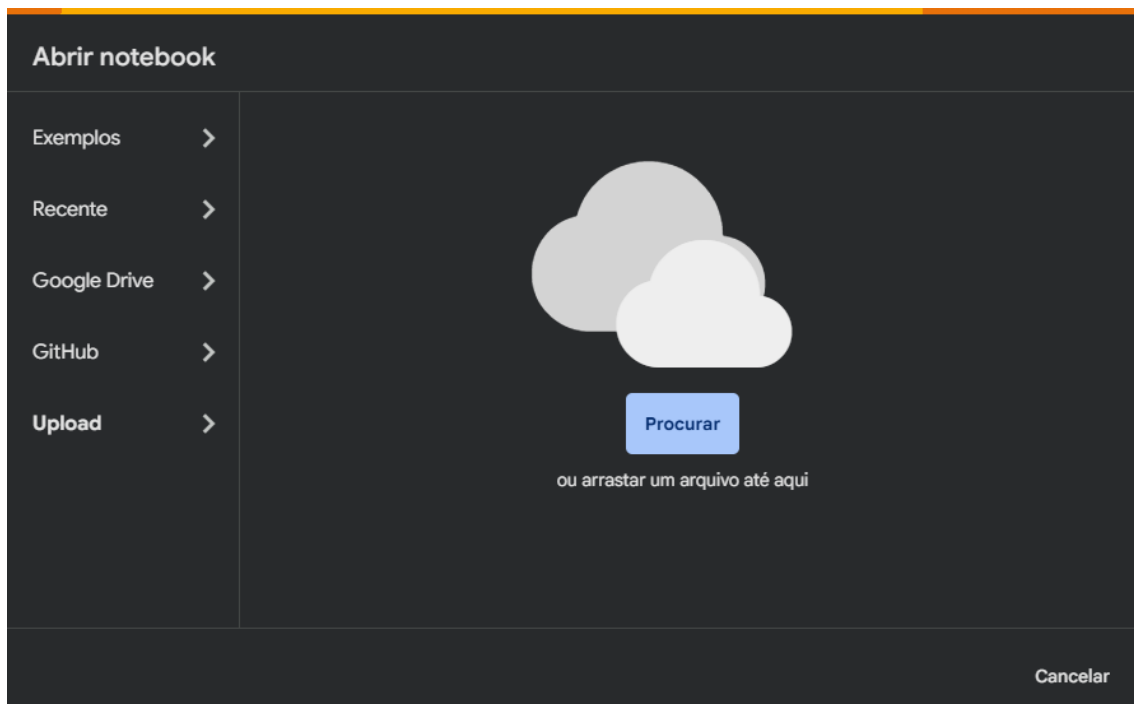 Abrir notebook
Exemplos
Recente
Google Drive
GitHub
Upload
Procurar
ou arrastar um arquivo até aqui
Cancelar